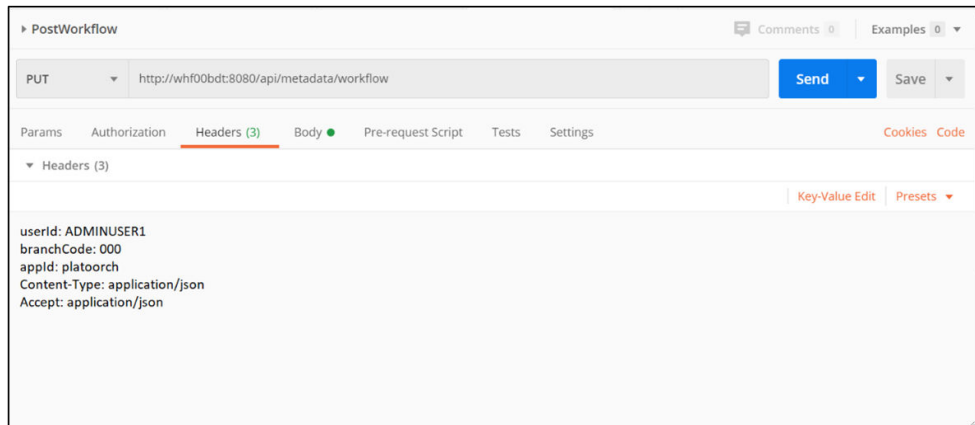 PostWorkflow
Comments 0
Examples 0
PUT
http://whf00bdt:8080/api/metadata/workflow
Send
Save
Params Authorization Headers (3) Body Pre-request Script Tests Settings Cookies Code
Headers (3)
Key-Value Edit Presets
userId: ADMINUSER1
branchCode: 000
appId: platoorch
Content-Type: application/json
Accept: application/json